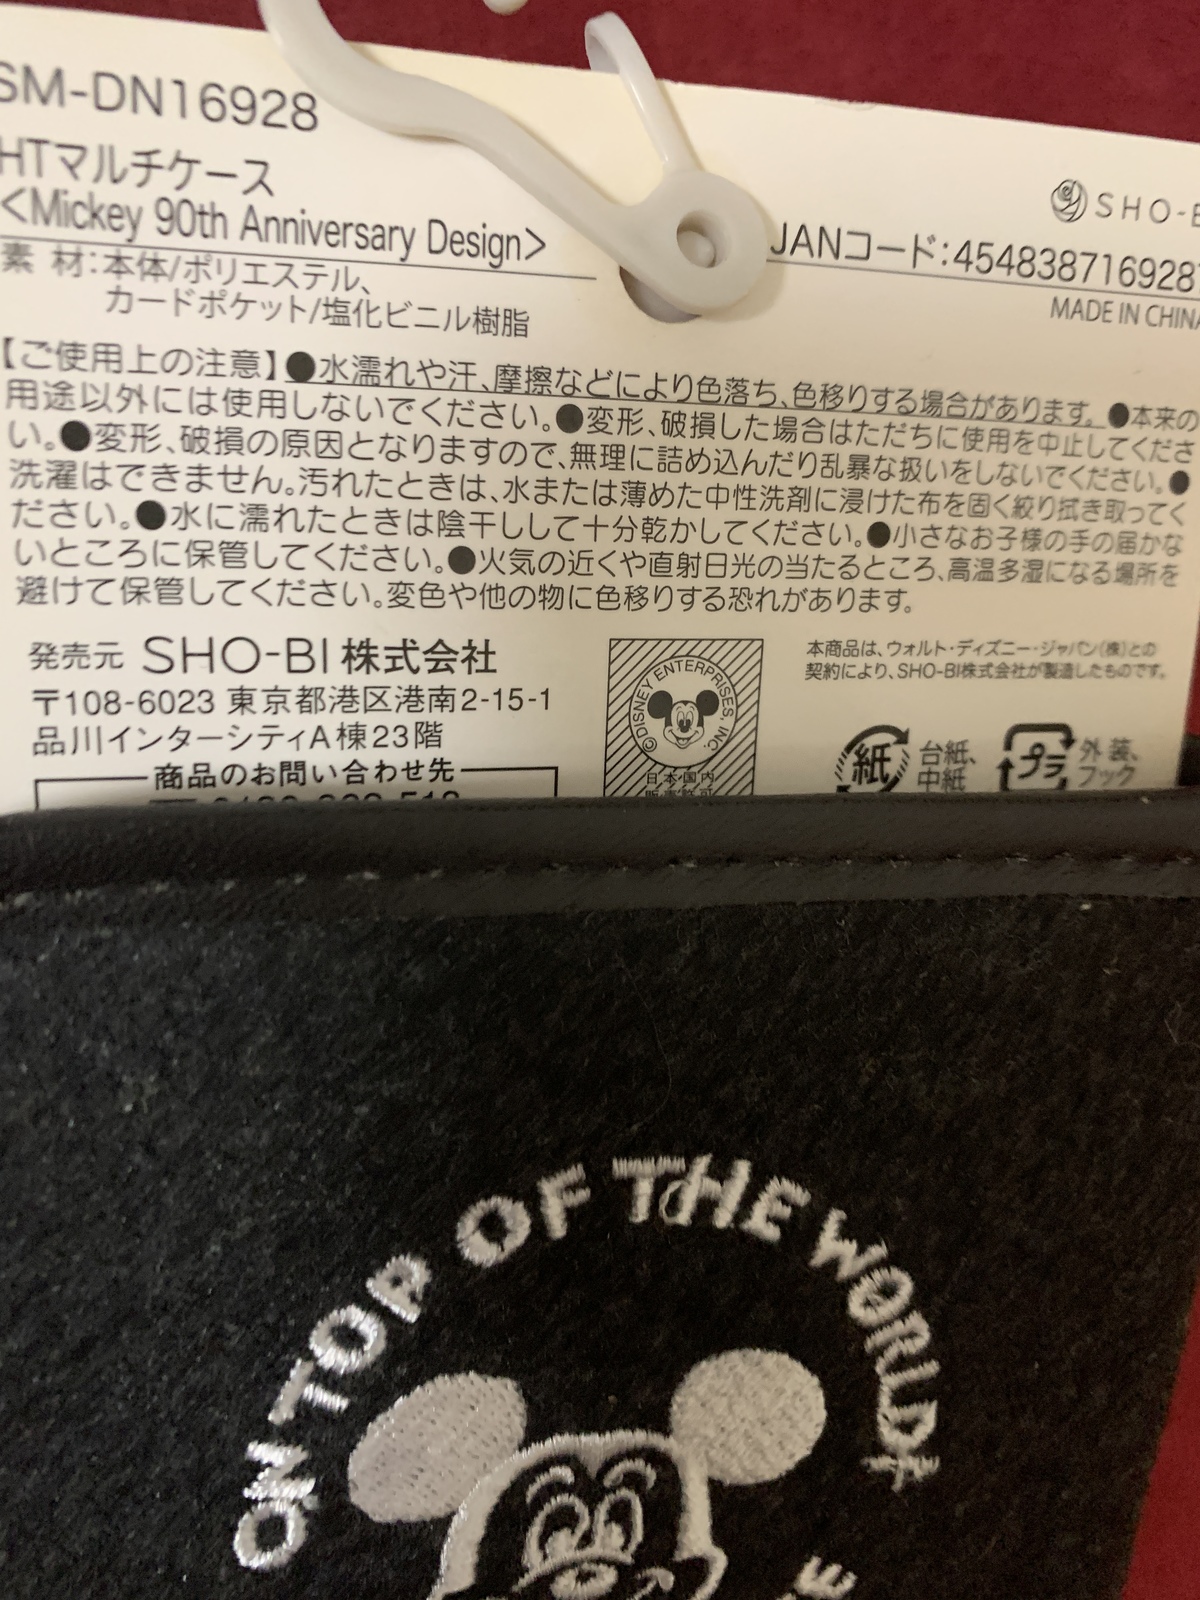 SM-DN16928
HTマルチケース
<Mickey 90th Anniversary Design>
SHO-B
JANコード:4548387169287
MADE IN CHINA
素 材:本体/ポリエステル、
カードポケット/塩化ビニル樹脂
【ご使用上の注意】●水濡れや汗、摩擦などにより色落ち、色移りする場合があります。●本来の
用途以外には使用しないでください。●変形、破損した場合はただちに使用を中止してくださ
い。●変形、破損の原因となりますので、無理に詰め込んだり乱暴な扱いをしないでください。●
洗濯はできません。汚れたときは、水または薄めた中性洗剤に浸けた布を固く絞り拭き取ってく
ださい。●水に濡れたときは陰干しして十分乾かしてください。●小さなお子様の手の届かな
いところに保管してください。●火気の近くや直射日光の当たるところ、高温多湿になる場所を
避けて保管してください。変色や他の物に色移りする恐れがあります。
発売元 SHO-BI株式会社
〒108-6023 東京都港区港南2-15-1
品川インターシティA棟23階
商品のお問い合わせ先
©DISNEY ENTERPRISES, INC.
日本国内
販売許可
本商品は、ウォルト・ディズニー・ジャパン(株)との
契約により、SHO-BI株式会社が製造したものです。
紙 台紙、
中紙
プラ 外装、
フック
ON TOP OF THE WORLD